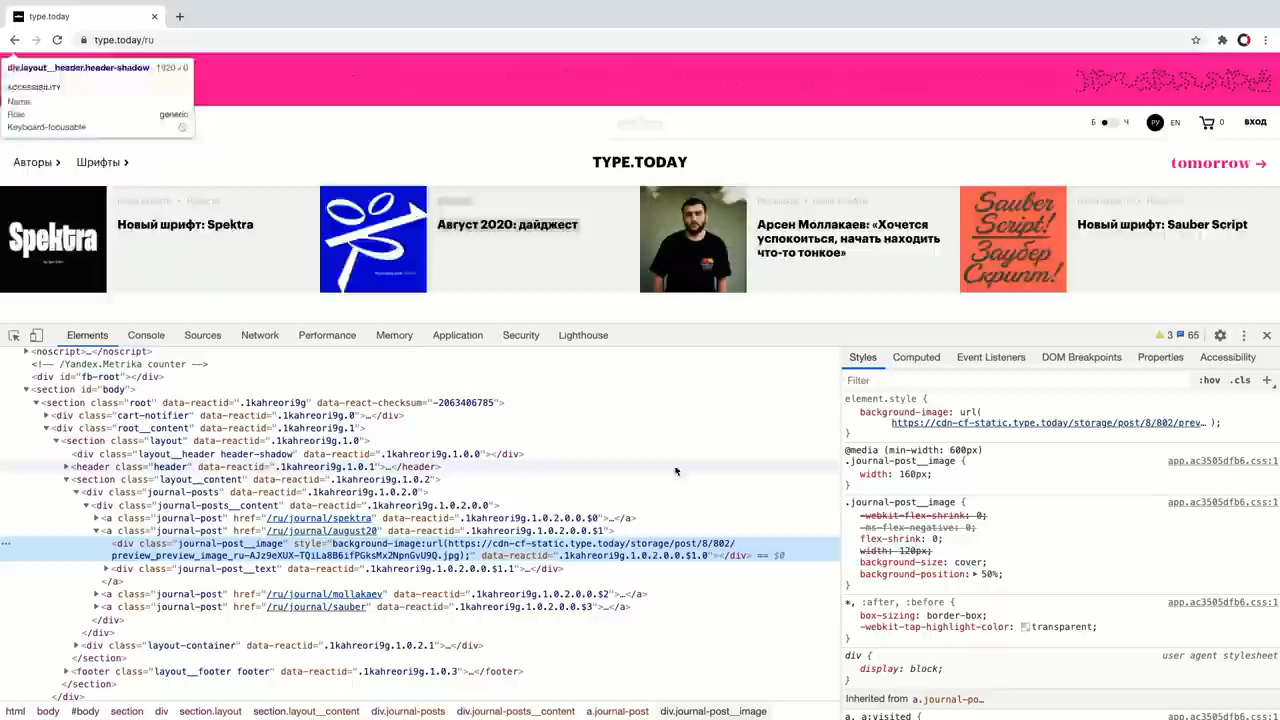 type.today
type.today/ru
div.layout__header.header-shadow
ACCESSIBILITY
Name
Role generic
Keyboard-focusable
Б Ч РУ EN 0 ВХОД
Авторы Шрифты TYPE.TODAY tomorrow →
Spektra
Новый шрифт: Spektra
Август 2020: дайджест
Арсен Моллакаев: «Хочется
успокоиться, начать находить
что-то тонкое»
Sauber
Script!
Заубер
Скрипт!
Новый шрифт: Sauber Script
Elements Console Sources Network Performance Memory Application Security Lighthouse 3 65
<noscript>…</noscript>
<!-- /Yandex.Metrika counter -->
<div id="fb-root"></div>
<section id="body">
<section class="root" data-reactid=".1kahreori9g" data-react-checksum="-2063406785">
<div class="cart-notifier" data-reactid=".1kahreori9g.0">…</div>
<div class="root__content" data-reactid=".1kahreori9g.1">
<section class="layout" data-reactid=".1kahreori9g.1.0">
<div class="layout__header header-shadow" data-reactid=".1kahreori9g.1.0.0"></div>
<header class="header" data-reactid=".1kahreori9g.1.0.1">…</header>
<section class="layout__content" data-reactid=".1kahreori9g.1.0.2">
<div class="journal-posts" data-reactid=".1kahreori9g.1.0.2.0">
<div class="journal-posts__content" data-reactid=".1kahreori9g.1.0.2.0.0">
<a class="journal-post" href="/ru/journal/spektra" data-reactid=".1kahreori9g.1.0.2.0.0.$0">…</a>
<a class="journal-post" href="/ru/journal/august20" data-reactid=".1kahreori9g.1.0.2.0.0.$1">
<div class="journal-post__image" style="background-image:url(https://cdn-cf-static.type.today/storage/post/8/802/
preview_preview_image_ru-AJz9eXUX-TQiLa8B6ifPGksMx2NpnGvU9Q.jpg);" data-reactid=".1kahreori9g.1.0.2.0.0.$1.0"></div> == $0
<div class="journal-post__text" data-reactid=".1kahreori9g.1.0.2.0.0.$1.1">…</div>
</a>
<a class="journal-post" href="/ru/journal/mollakaev" data-reactid=".1kahreori9g.1.0.2.0.0.$2">…</a>
<a class="journal-post" href="/ru/journal/sauber" data-reactid=".1kahreori9g.1.0.2.0.0.$3">…</a>
</div>
</div>
<div class="layout-container" data-reactid=".1kahreori9g.1.0.2.1">…</div>
</section>
<footer class="layout__footer footer" data-reactid=".1kahreori9g.1.0.3">…</footer>
</section>
</div>
html body #body section div section.layout section.layout__content div.journal-posts div.journal-posts__content a.journal-post div.journal-post__image
Styles Computed Event Listeners DOM Breakpoints Properties Accessibility
Filter :hov .cls +
element.style {
background-image: url(
https://cdn-cf-static.type.today/storage/post/8/802/prev… );
}
@media (min-width: 600px)
.journal-post__image { app.ac3505dfb6.css:1
width: 160px;
}
.journal-post__image { app.ac3505dfb6.css:1
-webkit-flex-shrink: 0;
-ms-flex-negative: 0;
flex-shrink: 0;
width: 120px;
background-size: cover;
background-position: 50%;
}
*, :after, :before { app.ac3505dfb6.css:1
box-sizing: border-box;
-webkit-tap-highlight-color: transparent;
}
div { user agent stylesheet
display: block;
}
Inherited from a.journal-po…
a, a:visited { app.ac3505dfb6.css:1